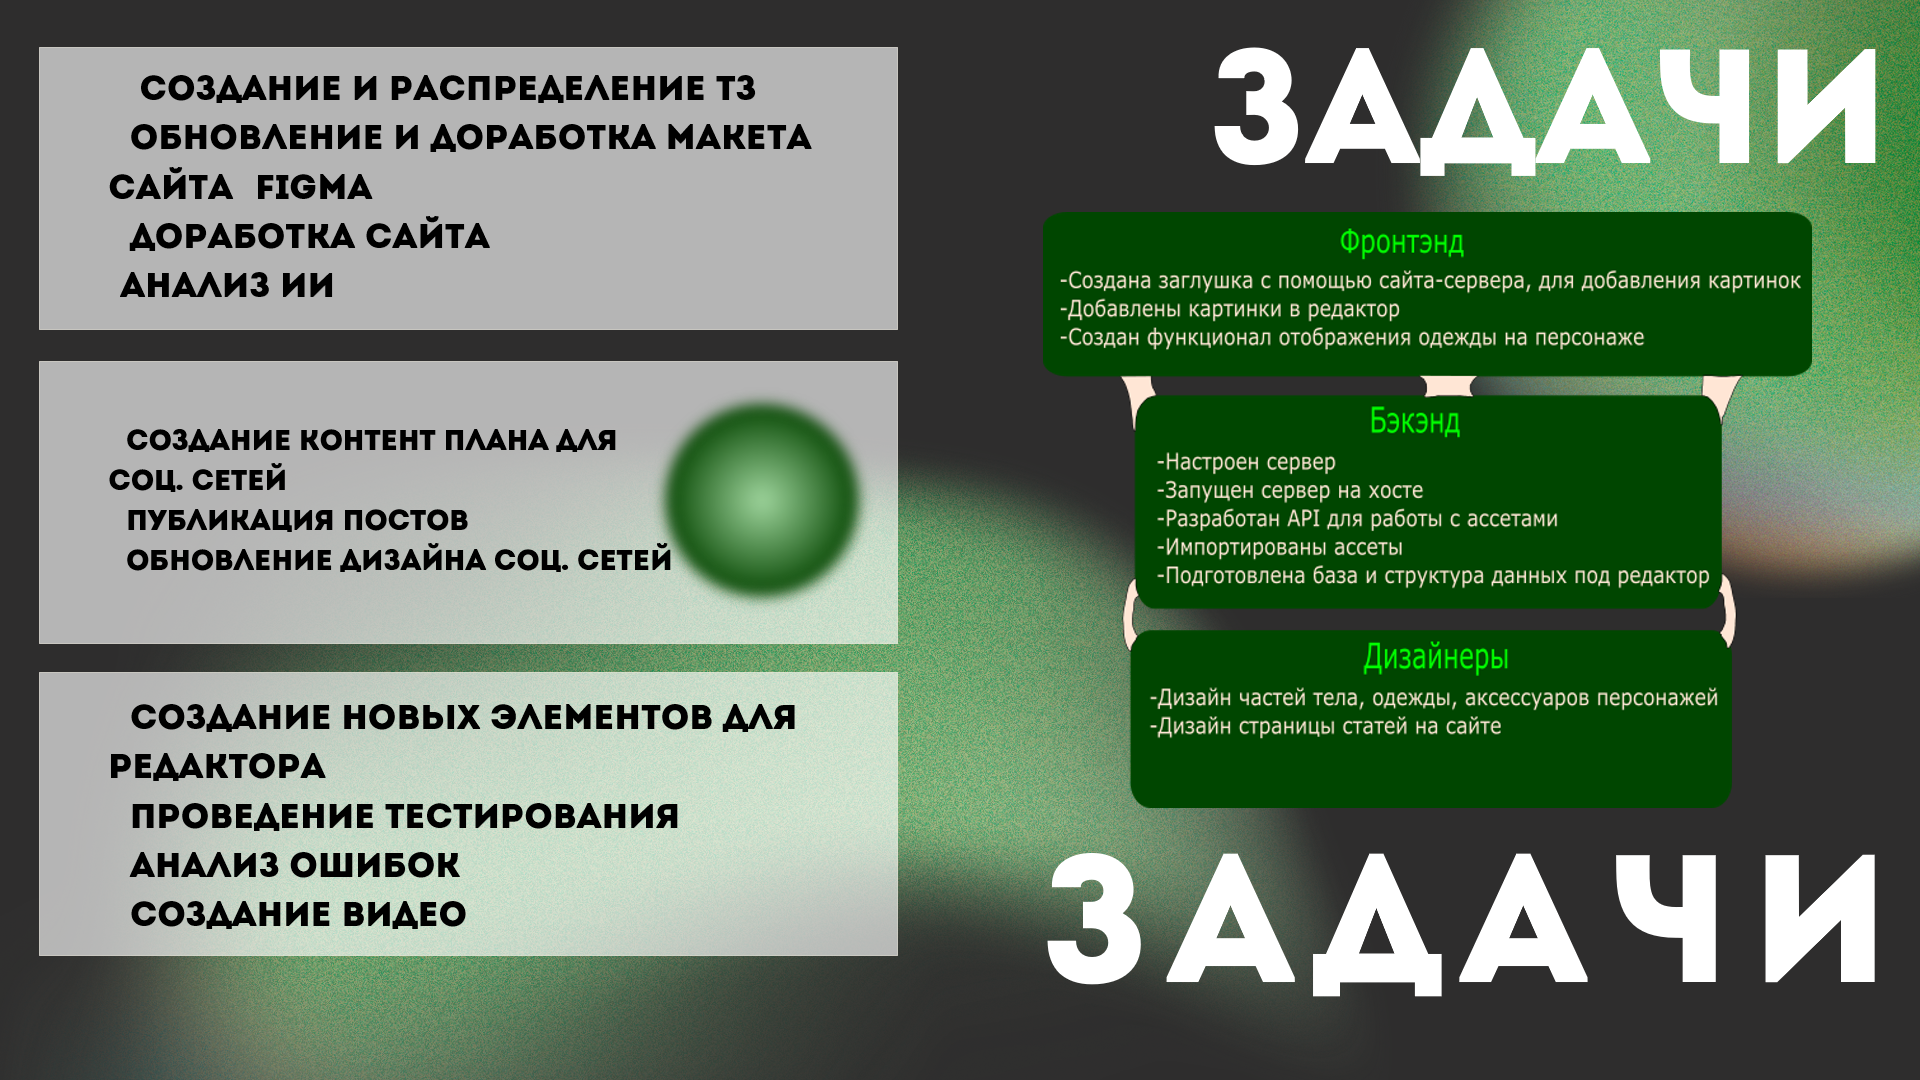 СОЗДАНИЕ И РАСПРЕДЕЛЕНИЕ ТЗ
ОБНОВЛЕНИЕ И ДОРАБОТКА МАКЕТА
САЙТА FIGMA
ДОРАБОТКА САЙТА
АНАЛИЗ ИИ
СОЗДАНИЕ КОНТЕНТ ПЛАНА ДЛЯ
СОЦ. СЕТЕЙ
ПУБЛИКАЦИЯ ПОСТОВ
ОБНОВЛЕНИЕ ДИЗАЙНА СОЦ. СЕТЕЙ
СОЗДАНИЕ НОВЫХ ЭЛЕМЕНТОВ ДЛЯ
РЕДАКТОРА
ПРОВЕДЕНИЕ ТЕСТИРОВАНИЯ
АНАЛИЗ ОШИБОК
СОЗДАНИЕ ВИДЕО
ЗАДАЧИ
Фронтэнд
-Создана заглушка с помощью сайта-сервера, для добавления картинок
-Добавлены картинки в редактор
-Создан функционал отображения одежды на персонаже
Бэкэнд
-Настроен сервер
-Запущен сервер на хосте
-Разработан API для работы с ассетами
-Импортированы ассеты
-Подготовлена база и структура данных под редактор
Дизайнеры
-Дизайн частей тела, одежды, аксессуаров персонажей
-Дизайн страницы статей на сайте
ЗАДАЧИ